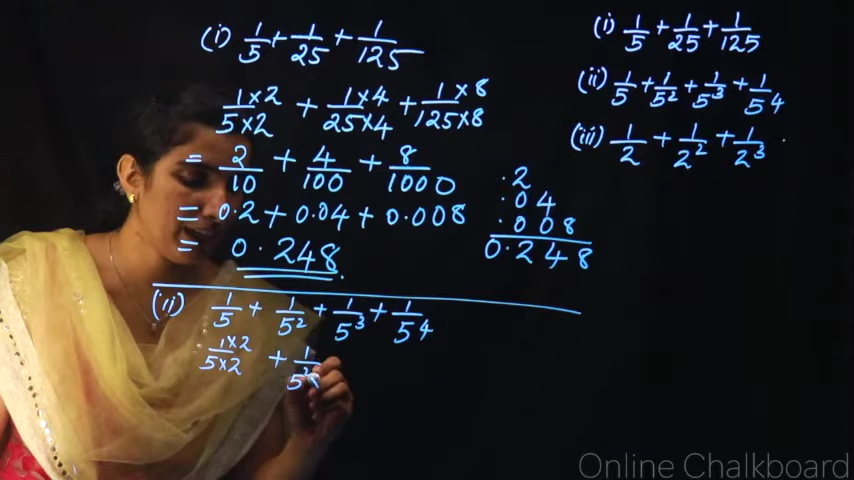 (i) 1/5 + 1/25 + 1/125
1×2/5×2 + 1×4/25×4 + 1×8/125×8
= 2/10 + 4/100 + 8/1000
= 0.2 + 0.04 + 0.008
= 0.248
.2
.04
.008
0.248
(ii) 1/5 + 1/5² + 1/5³ + 1/5⁴
1×2/5×2 + 1/5²
(i) 1/5 + 1/25 + 1/125
(ii) 1/5 + 1/5² + 1/5³ + 1/5⁴
(iii) 1/2 + 1/2² + 1/2³
Online Chalkboard